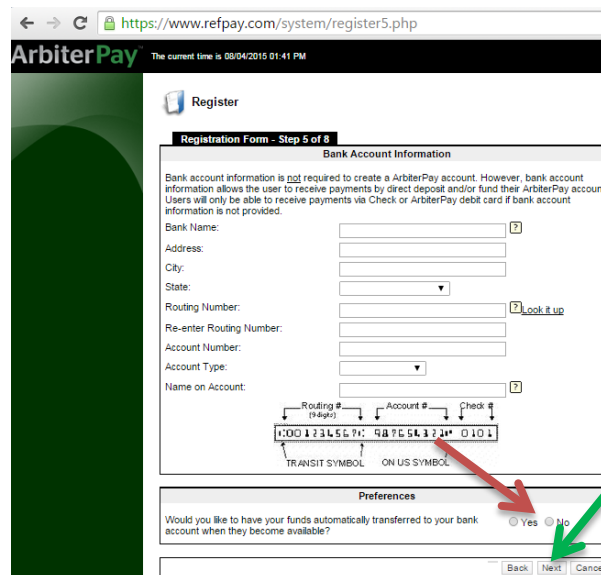 https://www.refpay.com/system/register5.php
ArbiterPay™ The current time is 08/04/2015 01:41 PM
Register
Registration Form - Step 5 of 8
Bank Account Information
Bank account information is not required to create a ArbiterPay account. However, bank account
information allows the user to receive payments by direct deposit and/or fund their ArbiterPay accoun
Users will only be able to receive payments via Check or ArbiterPay debit card if bank account
information is not provided.
Bank Name: ?
Address:
City:
State:
Routing Number: ? Look it up
Re-enter Routing Number:
Account Number:
Account Type:
Name on Account: ?
Routing # Account # Check #
(9 digits)
⑆001234567⑆ 987654321⑈ 0101
TRANSIT SYMBOL ON US SYMBOL
Preferences
Would you like to have your funds automatically transferred to your bank Yes No
account when they become available?
Back Next Cance